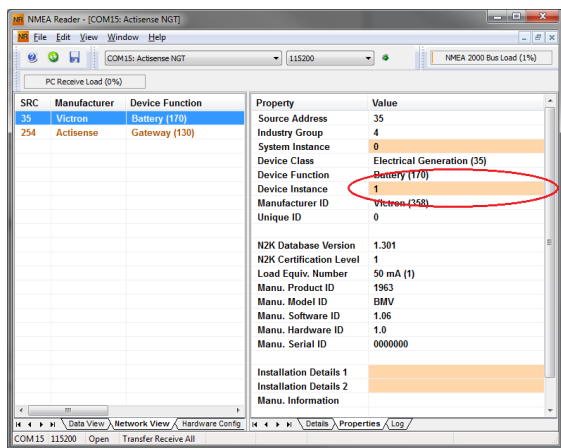 NMEA Reader - [COM15: Actisense NGT]
File Edit View Window Help
COM15: Actisense NGT 115200 NMEA 2000 Bus Load (1%)
PC Receive Load (0%)
SRC Manufacturer Device Function
35 Victron Battery (170)
254 Actisense Gateway (130)
Property Value
Source Address 35
Industry Group 4
System Instance 0
Device Class Electrical Generation (35)
Device Function Battery (170)
Device Instance 1
Manufacturer ID Victron (358)
Unique ID 0
N2K Database Version 1.301
N2K Certification Level 1
Load Equiv. Number 50 mA (1)
Manu. Product ID 1963
Manu. Model ID BMV
Manu. Software ID 1.06
Manu. Hardware ID 1.0
Manu. Serial ID 0000000
Installation Details 1
Installation Details 2
Manu. Information
Data View Network View Hardware Config
Details Properties Log
COM 15 115200 Open Transfer Receive All